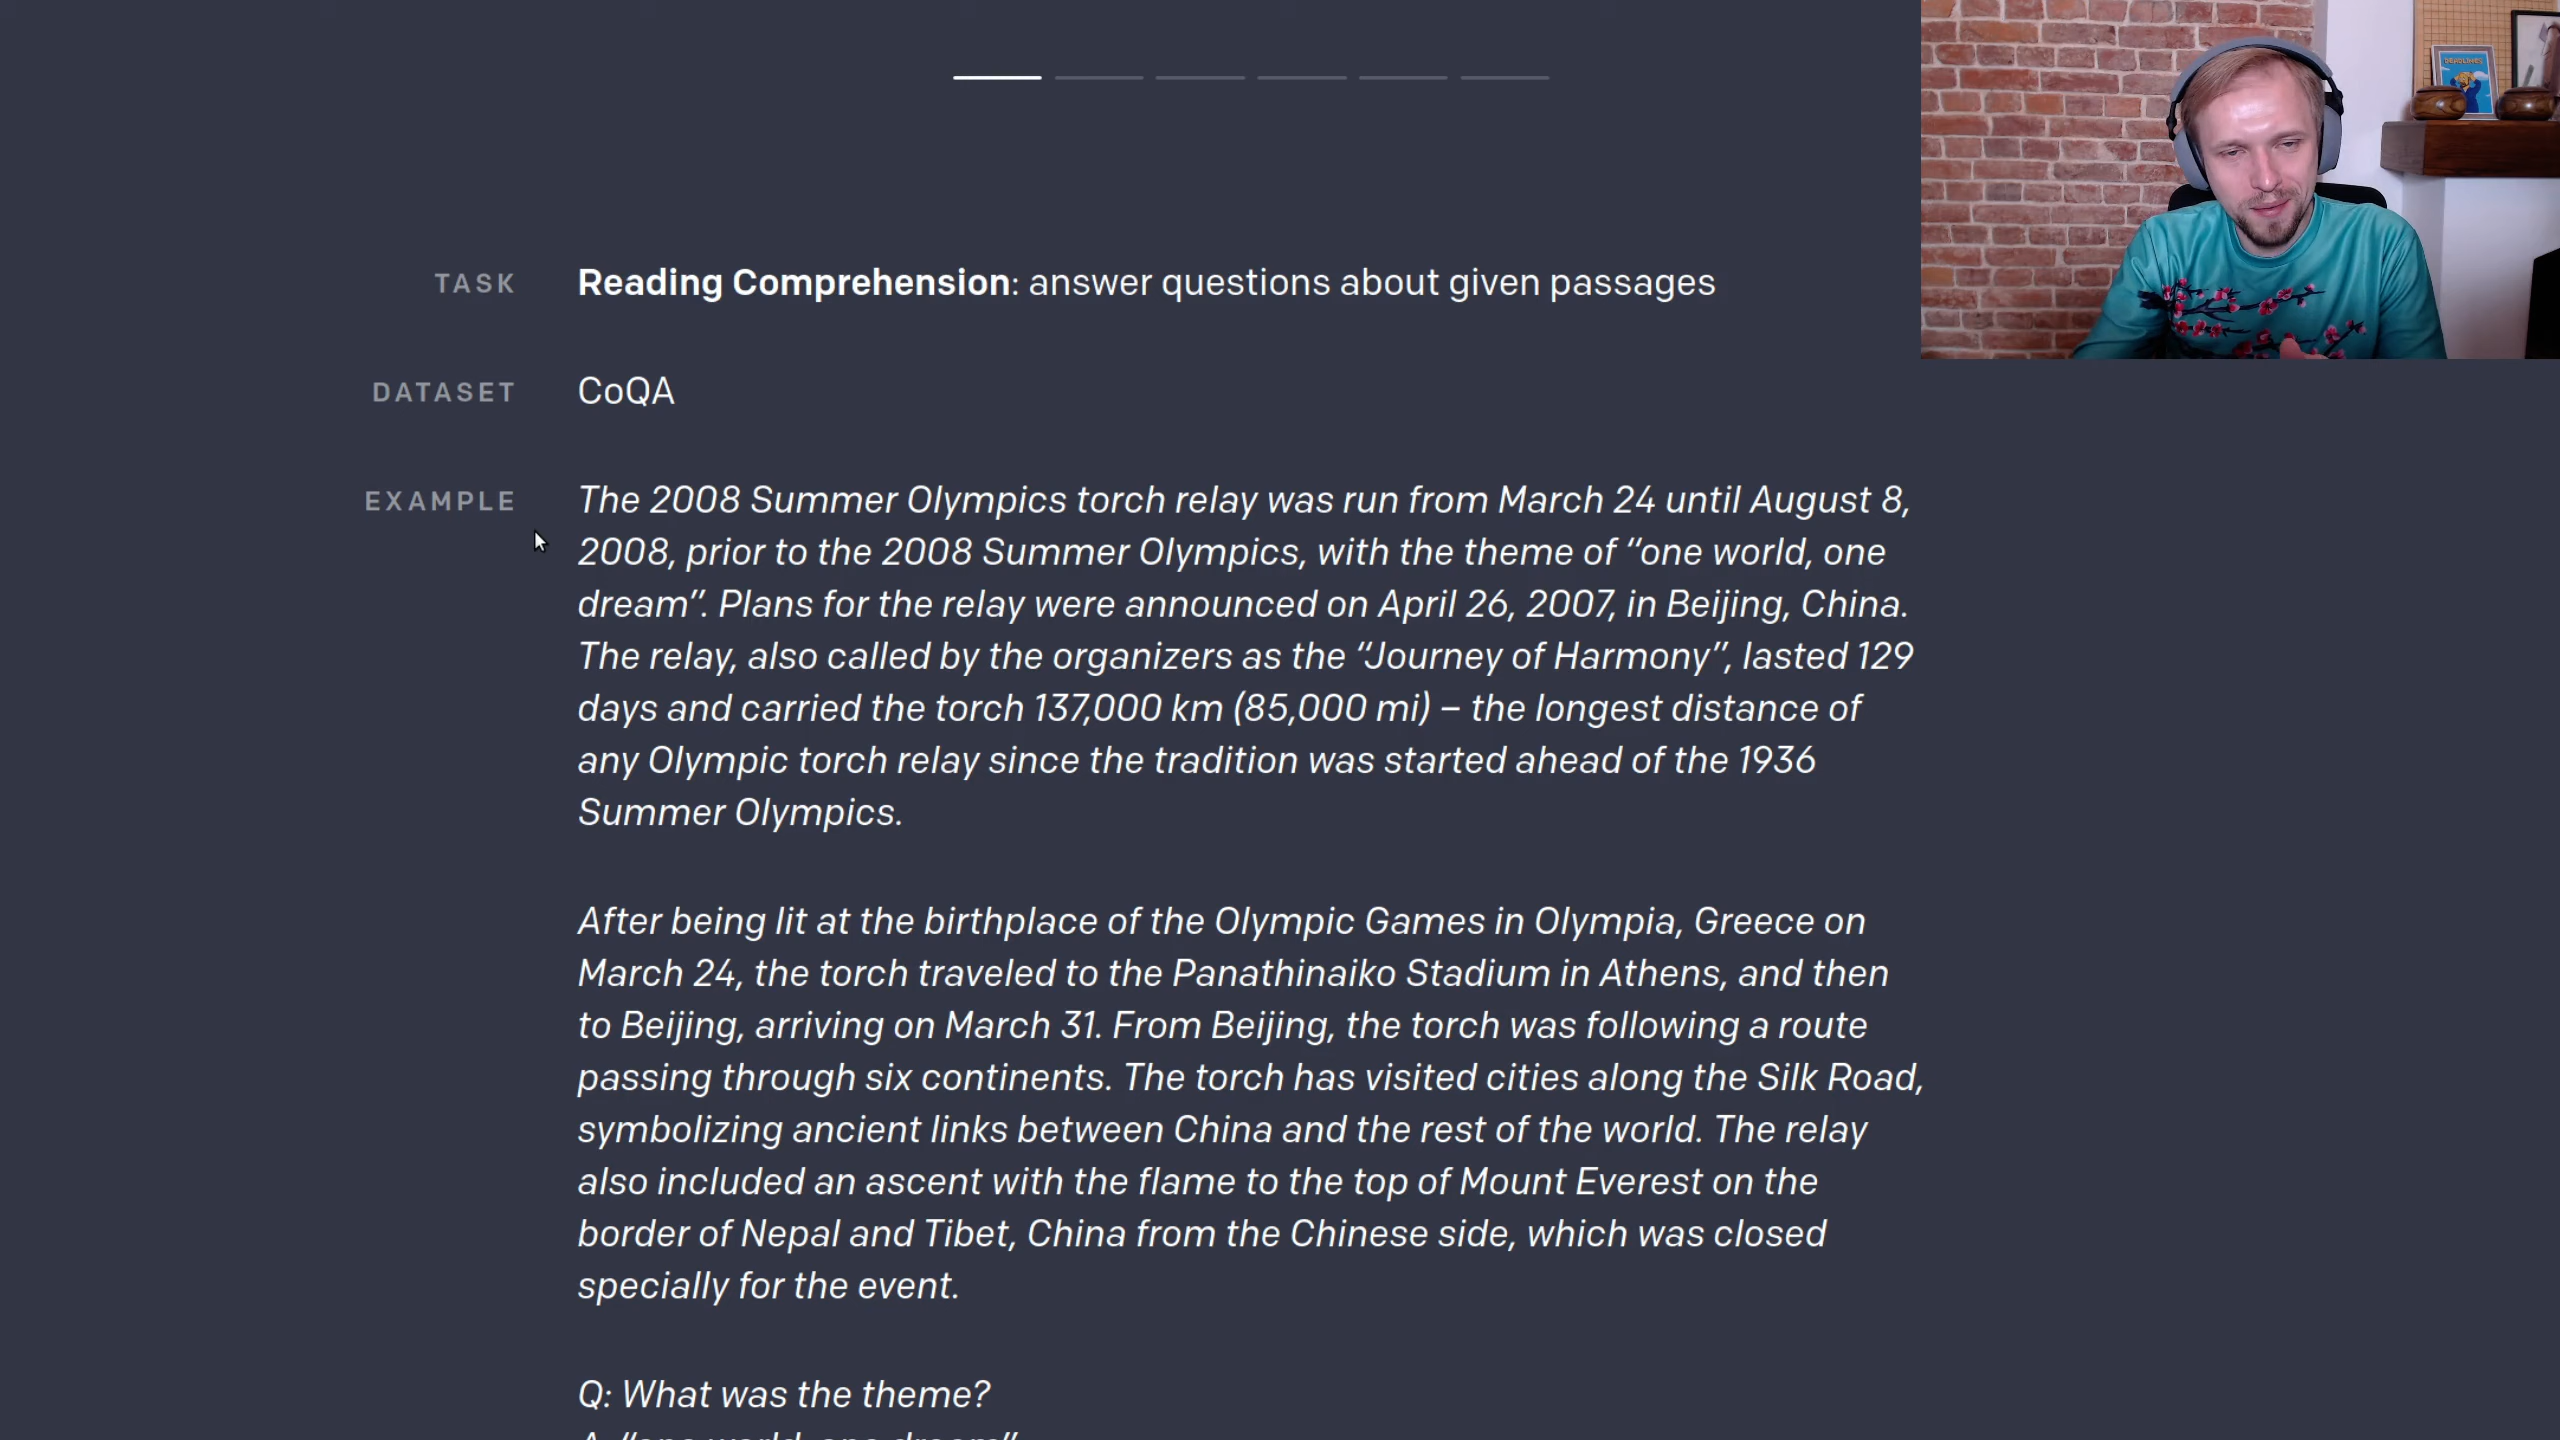 DEADLINES
TASK
Reading Comprehension: answer questions about given passages
DATASET
CoQA
EXAMPLE
The 2008 Summer Olympics torch relay was run from March 24 until August 8,
2008, prior to the 2008 Summer Olympics, with the theme of “one world, one
dream”. Plans for the relay were announced on April 26, 2007, in Beijing, China.
The relay, also called by the organizers as the “Journey of Harmony”, lasted 129
days and carried the torch 137,000 km (85,000 mi) – the longest distance of
any Olympic torch relay since the tradition was started ahead of the 1936
Summer Olympics.
After being lit at the birthplace of the Olympic Games in Olympia, Greece on
March 24, the torch traveled to the Panathinaiko Stadium in Athens, and then
to Beijing, arriving on March 31. From Beijing, the torch was following a route
passing through six continents. The torch has visited cities along the Silk Road,
symbolizing ancient links between China and the rest of the world. The relay
also included an ascent with the flame to the top of Mount Everest on the
border of Nepal and Tibet, China from the Chinese side, which was closed
specially for the event.
Q: What was the theme?
A: “one world, one dream”.